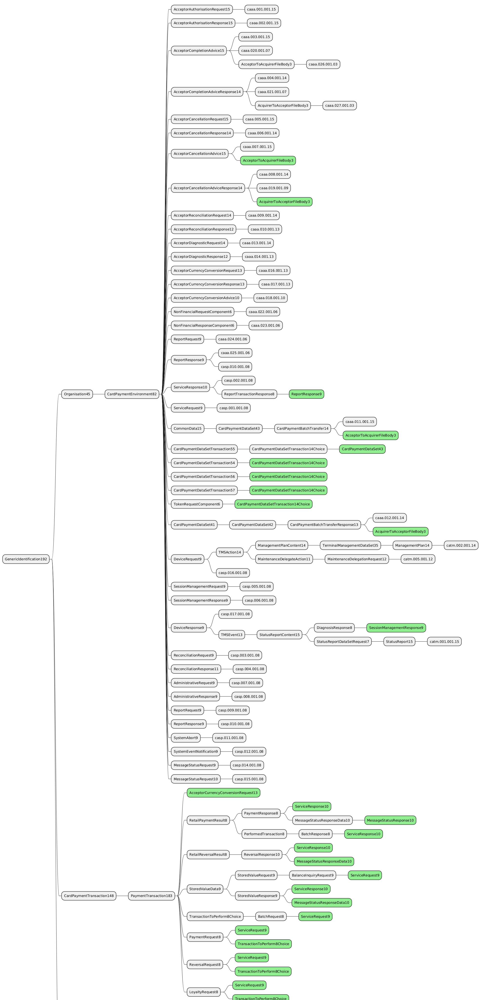 AcceptorAuthorisationRequest15 caaa.001.001.15
AcceptorAuthorisationResponse15 caaa.002.001.15
caaa.003.001.15
AcceptorCompletionAdvice15 caaa.020.001.07
AcceptorToAcquirerFileBody3 caaa.026.001.03
caaa.004.001.14
AcceptorCompletionAdviceResponse14 caaa.021.001.07
AcquirerToAcceptorFileBody3 caaa.027.001.03
AcceptorCancellationRequest15 caaa.005.001.15
AcceptorCancellationResponse14 caaa.006.001.14
caaa.007.001.15
AcceptorCancellationAdvice15
AcceptorToAcquirerFileBody3
caaa.008.001.14
AcceptorCancellationAdviceResponse14 caaa.019.001.09
AcquirerToAcceptorFileBody3
AcceptorReconciliationRequest14 caaa.009.001.14
AcceptorReconciliationResponse12 caaa.010.001.13
AcceptorDiagnosticRequest14 caaa.013.001.14
AcceptorDiagnosticResponse12 caaa.014.001.13
AcceptorCurrencyConversionRequest13 caaa.016.001.13
AcceptorCurrencyConversionResponse13 caaa.017.001.13
AcceptorCurrencyConversionAdvice10 caaa.018.001.10
NonFinancialRequestComponent6 caaa.022.001.06
NonFinancialResponseComponent6 caaa.023.001.06
ReportRequest9 caaa.024.001.06
caaa.025.001.06
ReportResponse9
casp.010.001.08
casp.002.001.08
ServiceResponse10
Organisation45 CardPaymentEnvironment82 ReportTransactionResponse8 ReportResponse9
ServiceRequest9 casp.001.001.08
caaa.011.001.15
CommonData15 CardPaymentDataSet43 CardPaymentBatchTransfer14
AcceptorToAcquirerFileBody3
CardPaymentDataSetTransaction55 CardPaymentDataSetTransaction14Choice CardPaymentDataSet43
CardPaymentDataSetTransaction54 CardPaymentDataSetTransaction14Choice
CardPaymentDataSetTransaction56 CardPaymentDataSetTransaction14Choice
CardPaymentDataSetTransaction57 CardPaymentDataSetTransaction14Choice
TokenRequestComponent6 CardPaymentDataSetTransaction14Choice
caaa.012.001.14
CardPaymentDataSet41 CardPaymentDataSet42 CardPaymentBatchTransferResponse13
AcquirerToAcceptorFileBody3
ManagementPlanContent14 TerminalManagementDataSet35 ManagementPlan14 catm.002.001.14
TMSAction14
GenericIdentification192 DeviceRequest9 MaintenanceDelegateAction11 MaintenanceDelegationRequest12 catm.005.001.12
casp.016.001.08
SessionManagementRequest9 casp.005.001.08
SessionManagementResponse9 casp.006.001.08
casp.017.001.08
DeviceResponse9 DiagnosisResponse8 SessionManagementResponse9
TMSEvent13 StatusReportContent15
StatusReportDataSetRequest7 StatusReport15 catm.001.001.15
ReconciliationRequest9 casp.003.001.08
ReconciliationResponse11 casp.004.001.08
AdministrativeRequest9 casp.007.001.08
AdministrativeResponse9 casp.008.001.08
ReportRequest9 casp.009.001.08
ReportResponse9 casp.010.001.08
SystemAbort9 casp.011.001.08
SystemEventNotification9 casp.012.001.08
MessageStatusRequest9 casp.014.001.08
MessageStatusRequest10 casp.015.001.08
AcceptorCurrencyConversionRequest13
ServiceResponse10
PaymentResponse8
RetailPaymentResult8 MessageStatusResponseData10 MessageStatusResponse10
PerformedTransaction8 BatchResponse8 ServiceResponse10
ServiceResponse10
RetailReversalResult8 ReversalResponse10
MessageStatusResponseData10
StoredValueRequest9 BalanceInquiryRequest9 ServiceRequest9
StoredValueData9 ServiceResponse10
CardPaymentTransaction148 PaymentTransaction183 StoredValueResponse9
MessageStatusResponseData10
TransactionToPerform8Choice BatchRequest8 ServiceRequest9
ServiceRequest9
PaymentRequest8
TransactionToPerform8Choice
ServiceRequest9
ReversalRequest8
TransactionToPerform8Choice
ServiceRequest9
LoyaltyRequest8
TransactionToPerform8Choice